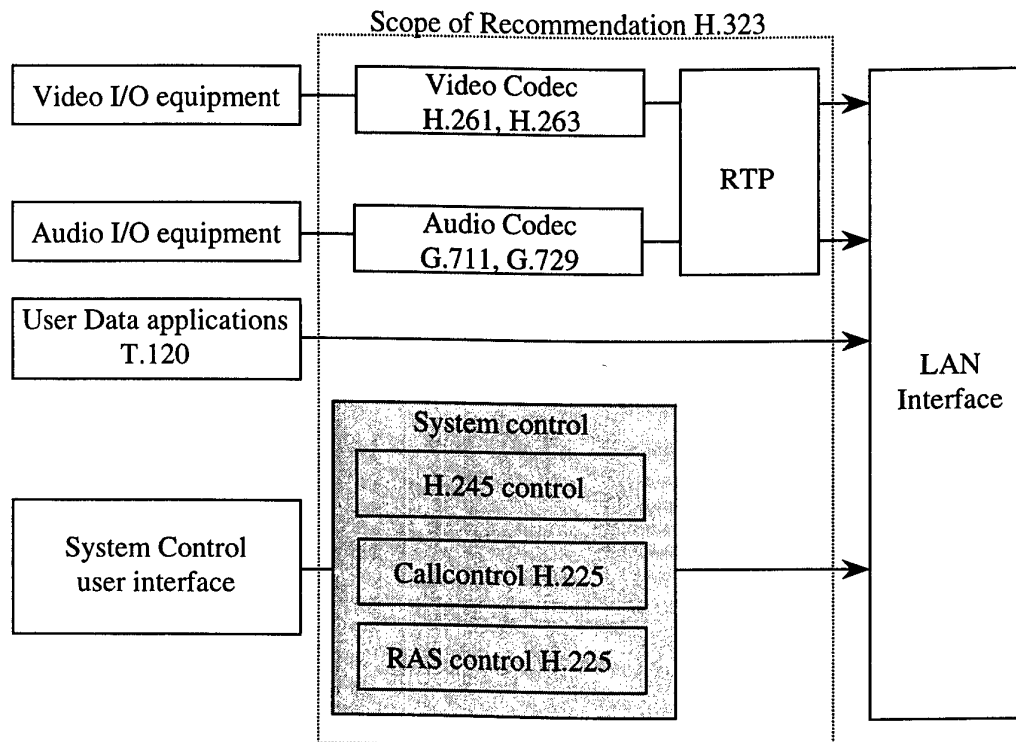 Scope of Recommendation H.323
Video I/O equipment
Video Codec
H.261, H.263
RTP
Audio I/O equipment
Audio Codec
G.711, G.729
User Data applications
T.120
LAN
Interface
System control
H.245 control
System Control
user interface
Callcontrol H.225
RAS control H.225